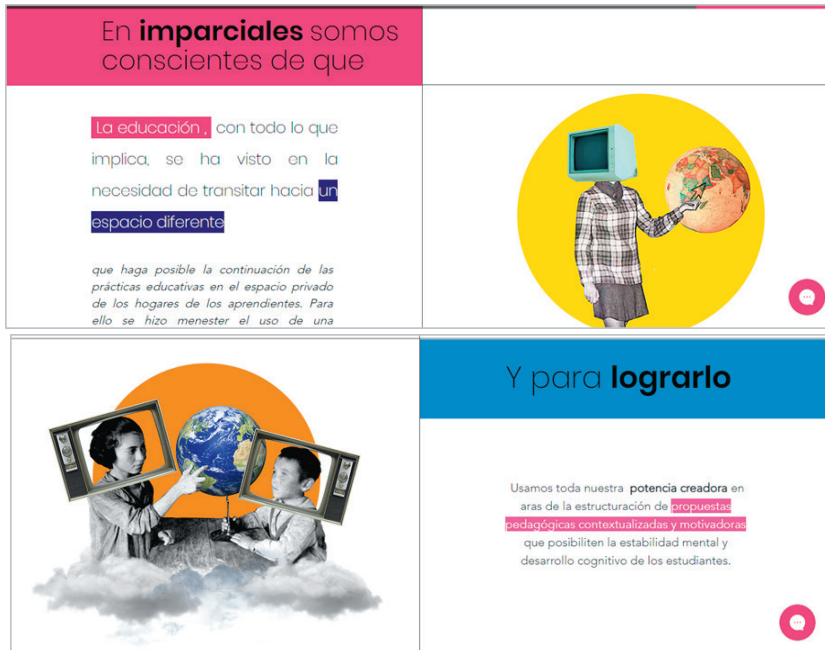 En imparciales somos
conscientes de que
La educación , con todo lo que
implica, se ha visto en la
necesidad de transitar hacia un
espacio diferente
que haga posible la continuación de las
prácticas educativas en el espacio privado
de los hogares de los aprendientes. Para
ello se hizo menester el uso de una
Y para lograrlo
Usamos toda nuestra potencia creadora en
aras de la estructuración de propuestas
pedagógicas contextualizadas y motivadoras
que posibiliten la estabilidad mental y
desarrollo cognitivo de los estudiantes.